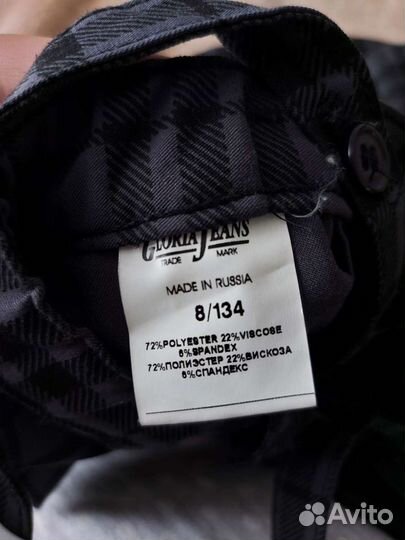 GLORIA JEANS
TRADE MARK
MADE IN RUSSIA
8/134
72%POLYESTER 22%VISCOSE
6%SPANDEX
72%ПОЛИЭСТЕР 22%ВИСКОЗА
6%СПАНДЕКС
Avito